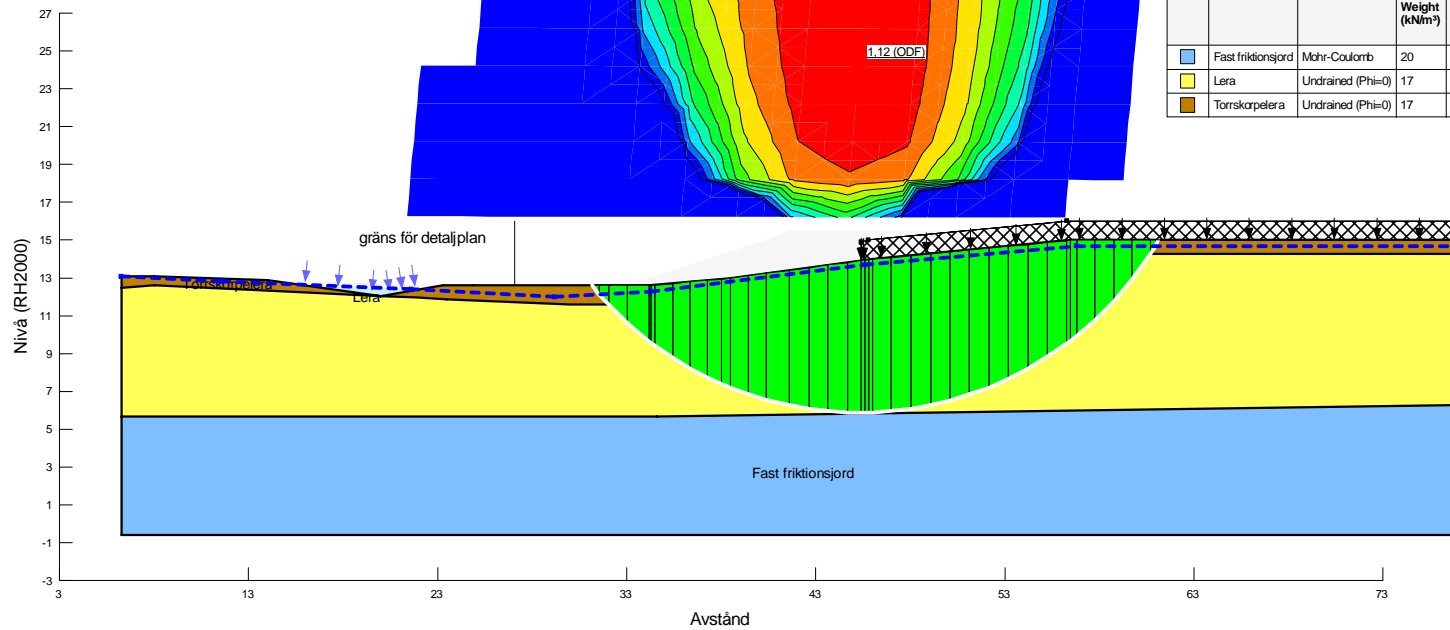 27
25
23
21
19
17
15
13
11
9
7
5
3
1
-1
-3
Nivå (RH2000)
1,12 (ODF)
Weight
(kN/m³)
Fast friktionsjord Mohr-Coulomb 20
Lera Undrained (Phi=0) 17
Torrskorpelera Undrained (Phi=0) 17
gräns för detaljplan
Torrskorpelera
Lera
Fast friktionsjord
3 13 23 33 43 53 63 73
Avstånd